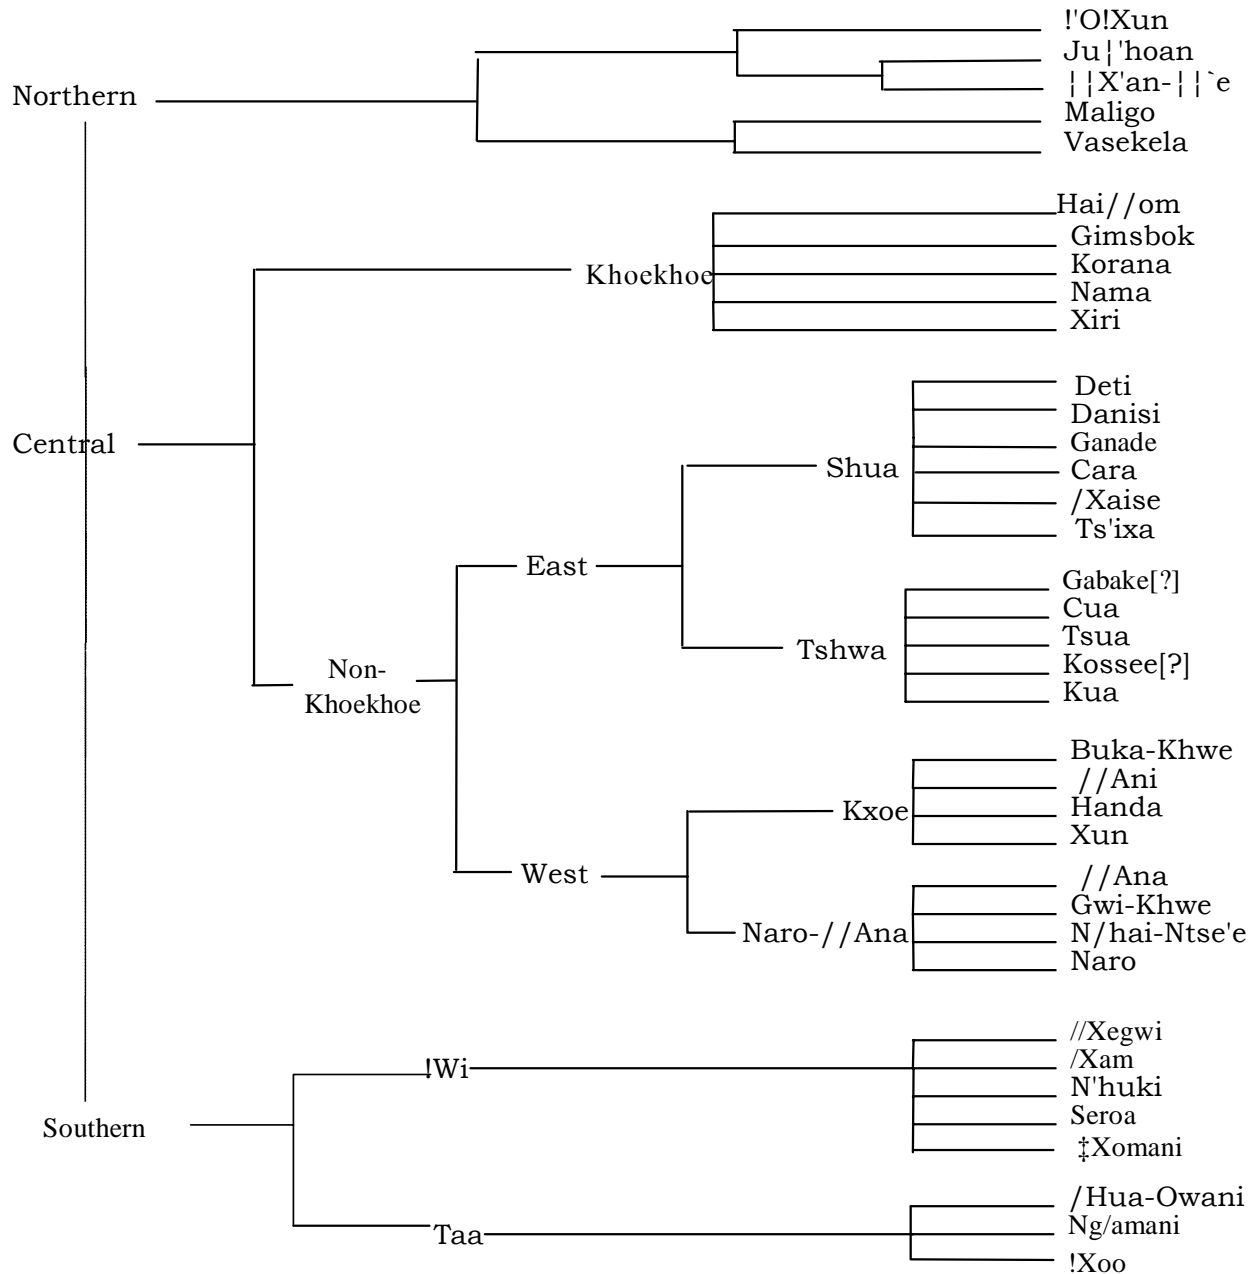 !'O!Xun
Ju¦'hoan
¦¦X'an-¦¦`e
Northern
Maligo
Vasekela
Hai//om
Gimsbok
Khoekhoe
Korana
Nama
Xiri
Deti
Danisi
Central
Ganade
Shua
Cara
/Xaise
Ts'ixa
East
Gabake[?]
Cua
Tsua
Tshwa
Kossee[?]
Kua
Non-
Khoekhoe
Buka-Khwe
//Ani
Kxoe
Handa
Xun
West
//Ana
Gwi-Khwe
Naro-//Ana
N/hai-Ntse'e
Naro
//Xegwi
!Wi
/Xam
N'huki
Seroa
Southern
‡Xomani
/Hua-Owani
Ng/amani
Taa
!Xoo